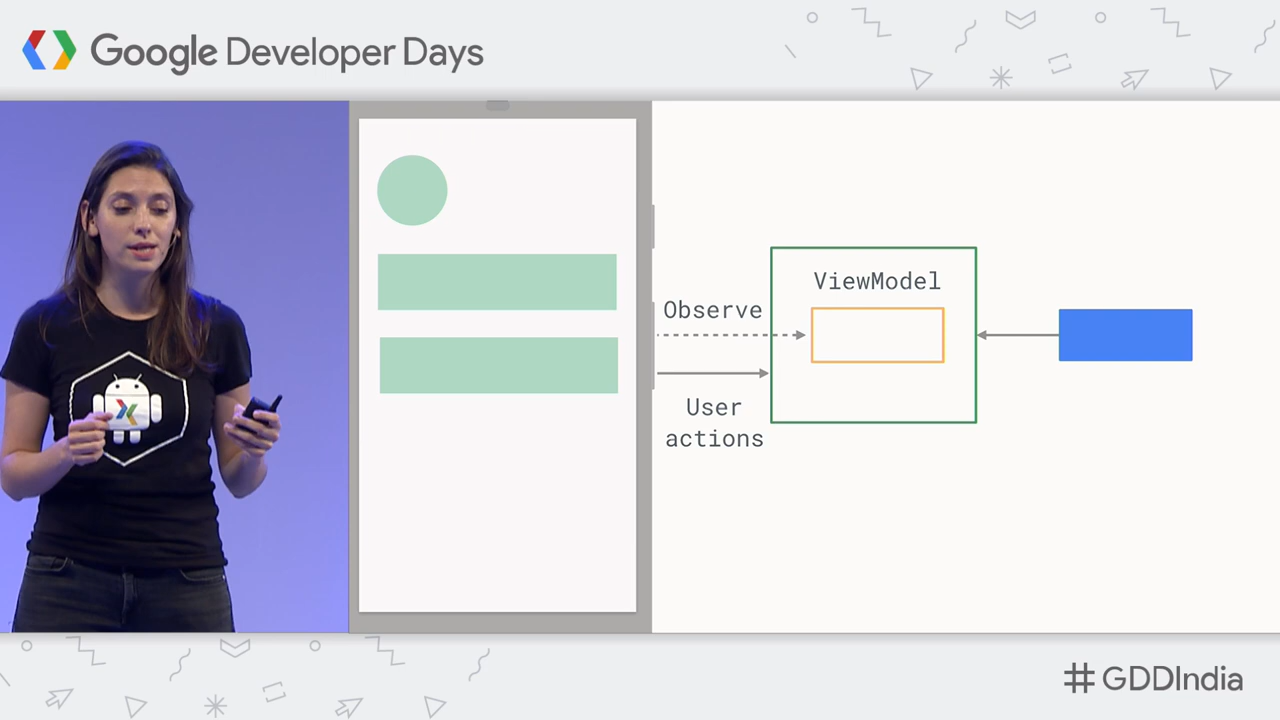 Google Developer Days
ViewModel
Observe
User
actions
#GDDIndia